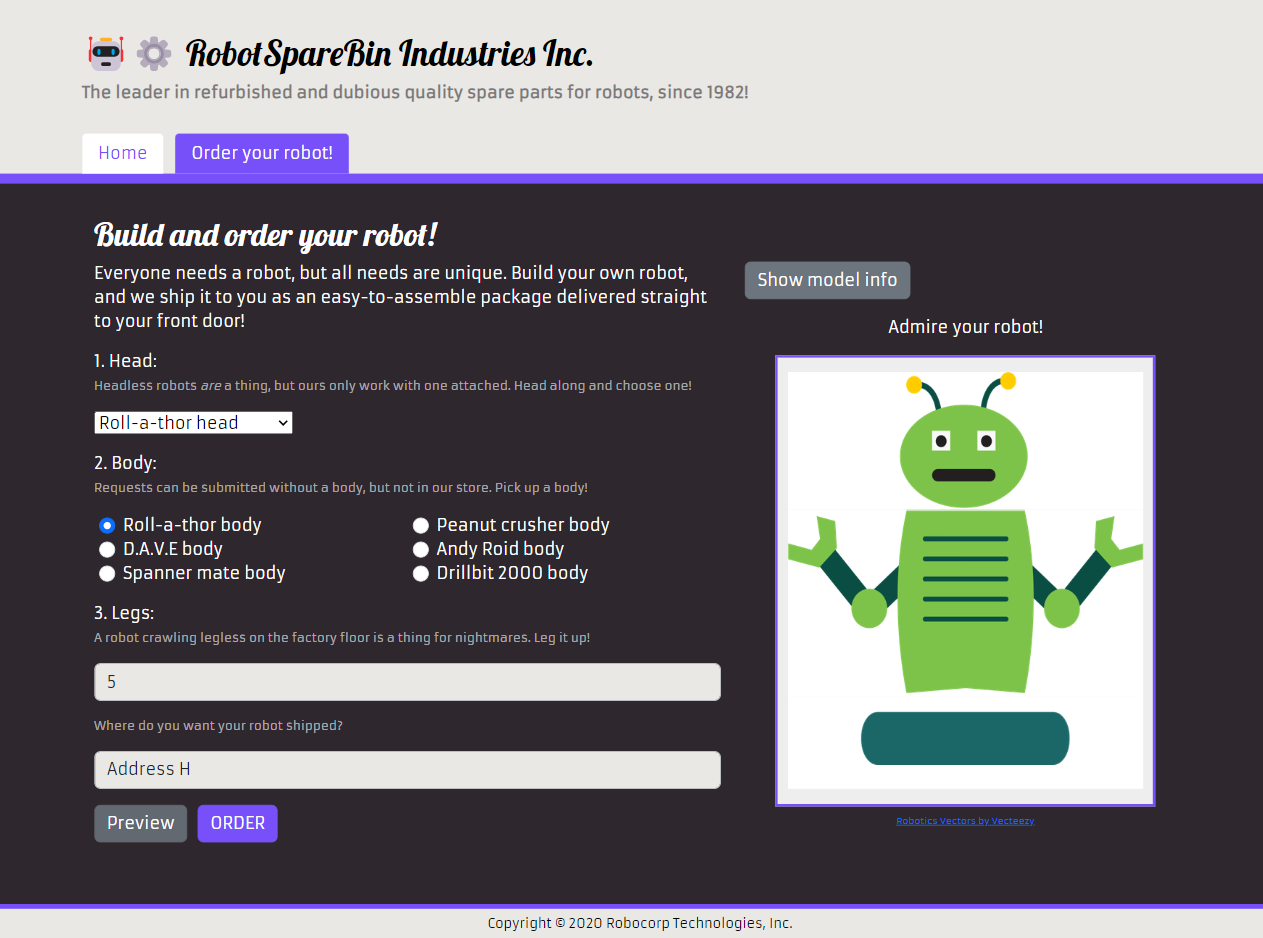 RobotSpareBin Industries Inc.
The leader in refurbished and dubious quality spare parts for robots, since 1982!
Home
Order your robot!
Build and order your robot!
Everyone needs a robot, but all needs are unique. Build your own robot,
and we ship it to you as an easy-to-assemble package delivered straight
to your front door!
1. Head:
Headless robots are a thing, but ours only work with one attached. Head along and choose one!
Roll-a-thor head
2. Body:
Requests can be submitted without a body, but not in our store. Pick up a body!
Roll-a-thor body
Peanut crusher body
D.A.V.E body
Andy Roid body
Spanner mate body
Drillbit 2000 body
3. Legs:
A robot crawling legless on the factory floor is a thing for nightmares. Leg it up!
5
Where do you want your robot shipped?
Address H
Preview
ORDER
Show model info
Admire your robot!
Robotics Vectors by Vecteezy
Copyright © 2020 Robocorp Technologies, Inc.